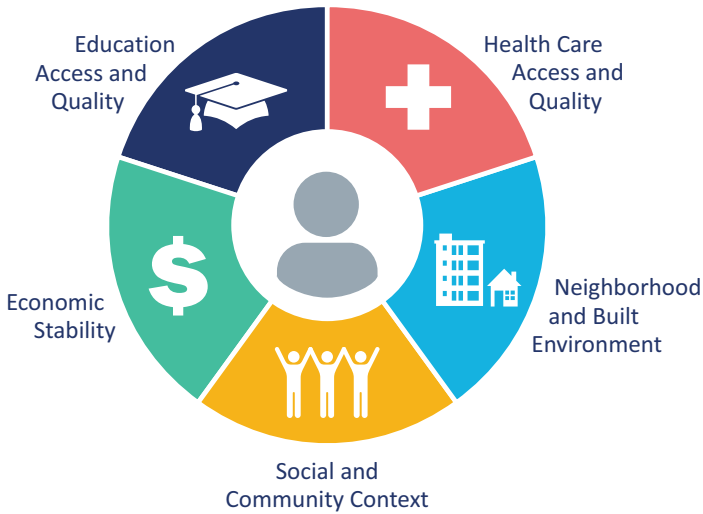 Education
Access and
Quality
Health Care
Access and
Quality
Economic
Stability
Neighborhood
and Built
Environment
Social and
Community Context